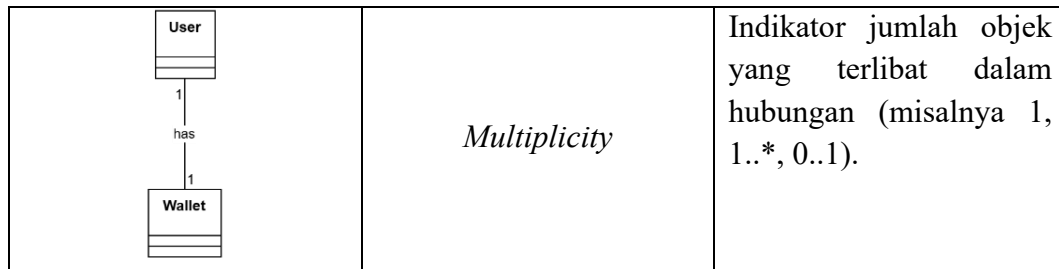 User
1
has
1
Wallet
Multiplicity
Indikator jumlah objek
yang terlibat dalam
hubungan (misalnya 1,
1..*, 0..1).